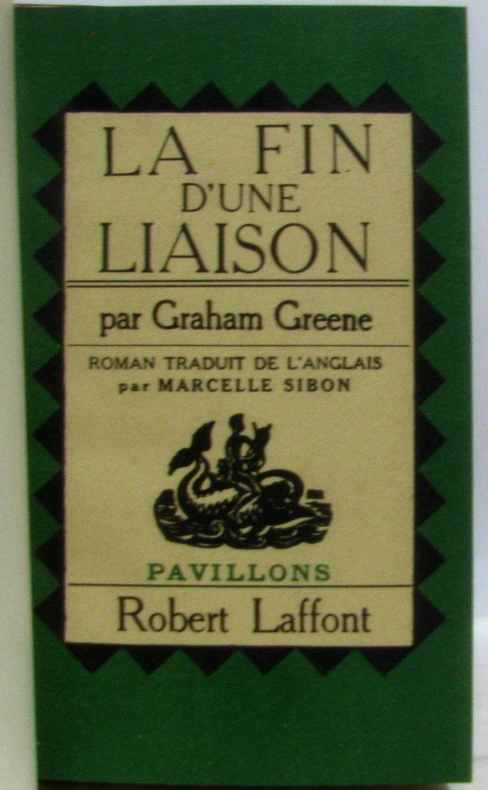 LA FIN
D'UNE
LIAISON
par Graham Greene
ROMAN TRADUIT DE L'ANGLAIS
par MARCELLE SIBON
PAVILLONS
Robert Laffont